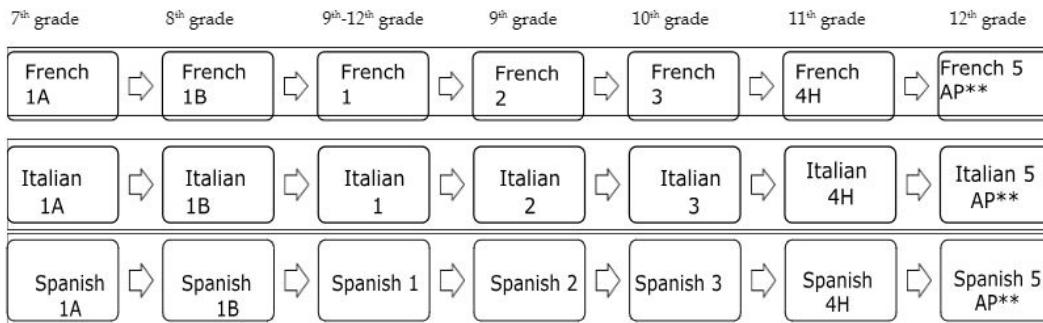 7th grade 8th grade 9th-12th grade 9th grade 10th grade 11th grade 12th grade
French 1A French 1B French 1 French 2 French 3 French 4H French 5 AP**
Italian 1A Italian 1B Italian 1 Italian 2 Italian 3 Italian 4H Italian 5 AP**
Spanish 1A Spanish 1B Spanish 1 Spanish 2 Spanish 3 Spanish 4H Spanish 5 AP**